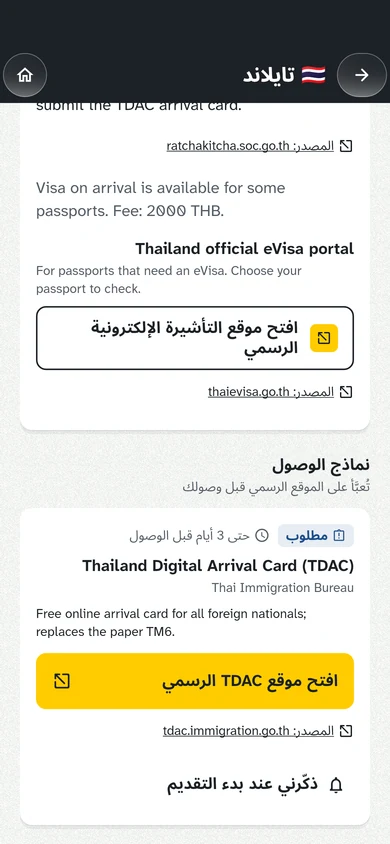 تايلاند 🇹🇭
submit the TDAC arrival card.
المصدر: ratchakitcha.soc.go.th
Visa on arrival is available for some
passports. Fee: 2000 THB.
Thailand official eVisa portal
For passports that need an eVisa. Choose your
passport to check.
افتح موقع التأشيرة الإلكترونية
الرسمي
المصدر: thaievisa.go.th
نماذج الوصول
تُعبَّأ على الموقع الرسمي قبل وصولك
مطلوب
حتى 3 أيام قبل الوصول
Thailand Digital Arrival Card (TDAC)
Thai Immigration Bureau
Free online arrival card for all foreign nationals;
replaces the paper TM6.
افتح موقع TDAC الرسمي
المصدر: tdac.immigration.go.th
ذكّرني عند بدء التقديم